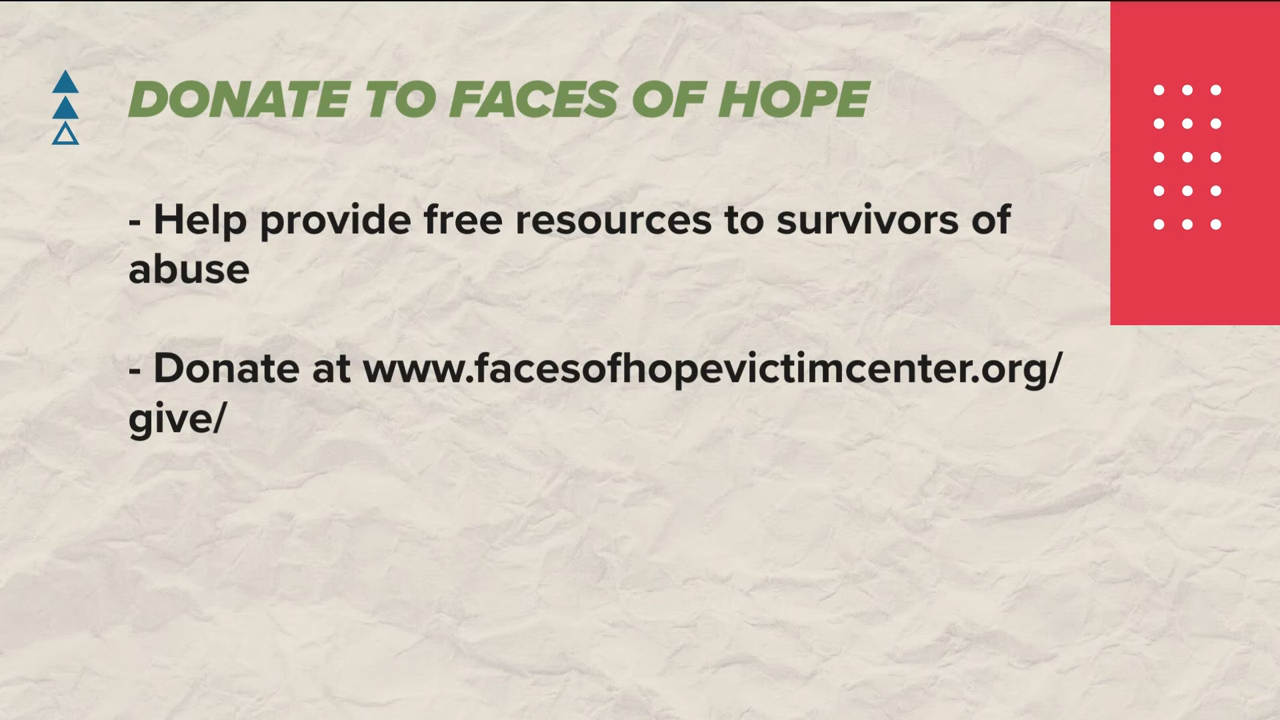 DONATE TO FACES OF HOPE
- Help provide free resources to survivors of
abuse
- Donate at www.facesofhopevictimcenter.org/
give/